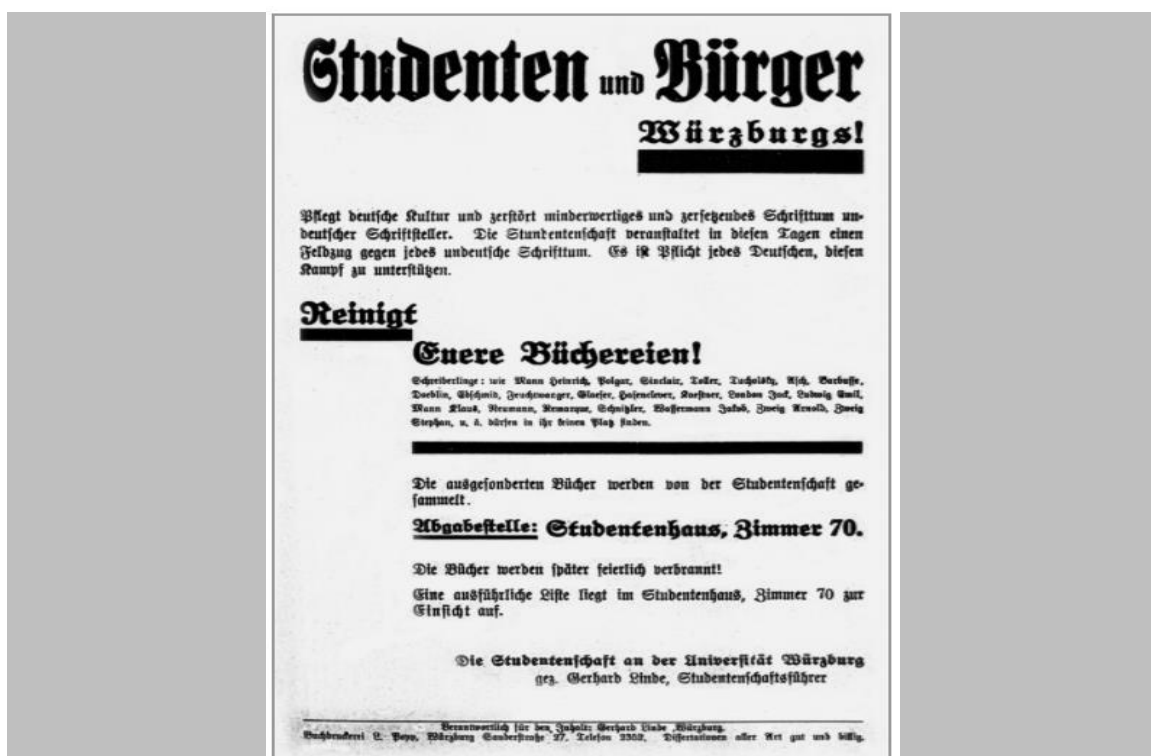 Studenten und Bürger
Würzburgs!
Pflegt deutsche Kultur und zerstört minderwertiges und zersetzendes Schrifttum un-
deutscher Schriftsteller. Die Stundentenschaft veranstaltet in diesen Tagen einen
Feldzug gegen jedes undeutsche Schrifttum. Es ist Pflicht jedes Deutschen, diesen
Kampf zu unterstützen.
Reinigt
Euere Büchereien!
Schreiberlinge: wie Mann Heinrich, Polgar, Sinclair, Toller, Tucholsky, Asch, Barbusse,
Doeblin, Edschmid, Feuchtwanger, Glaeser, Hasenclever, Kaestner, London Jack, Ludwig Emil,
Mann Klaus, Neumann, Remarque, Schnitzler, Wassermann Jakob, Zweig Arnold, Zweig
Stephan, u. ä. dürfen in ihr keinen Platz finden.
Die ausgesonderten Bücher werden von der Studentenschaft ge-
sammelt.
Abgabestelle: Studentenhaus, Zimmer 70.
Die Bücher werden später feierlich verbrannt!
Eine ausführliche Liste liegt im Studentenhaus, Zimmer 70 zur
Einsicht auf.
Die Studentenschaft an der Universität Würzburg
gez. Gerhard Linde, Studentenschaftsführer
Verantwortlich für den Inhalt: Gerhard Linde, Würzburg.
Buchdruckerei L. Popp, Würzburg Sanderstraße 27. Telefon 2352. Dissertationen aller Art gut und billig.